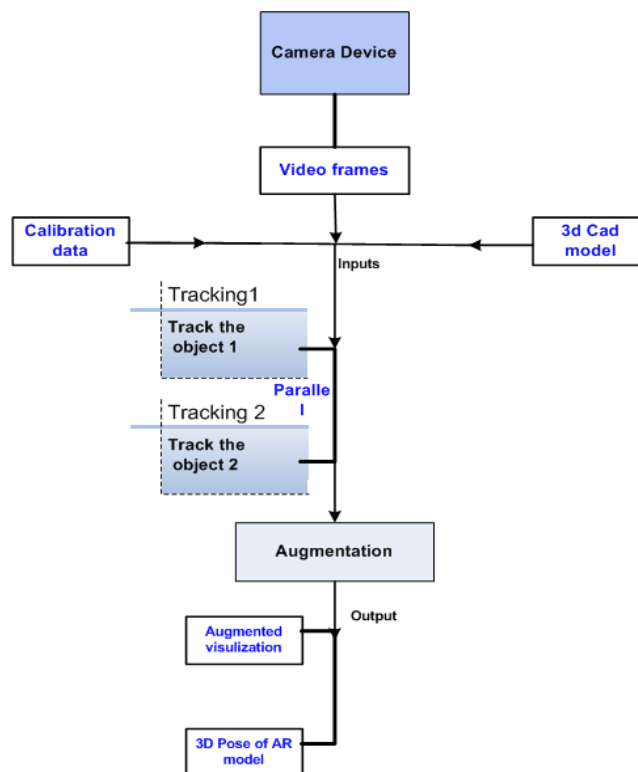 Camera Device
Video frames
Calibration
data
3d Cad
model
Inputs
Tracking1
Track the
object 1
Paralle
l
Tracking 2
Track the
object 2
Augmentation
Output
Augmented
visulization
3D Pose of AR
model